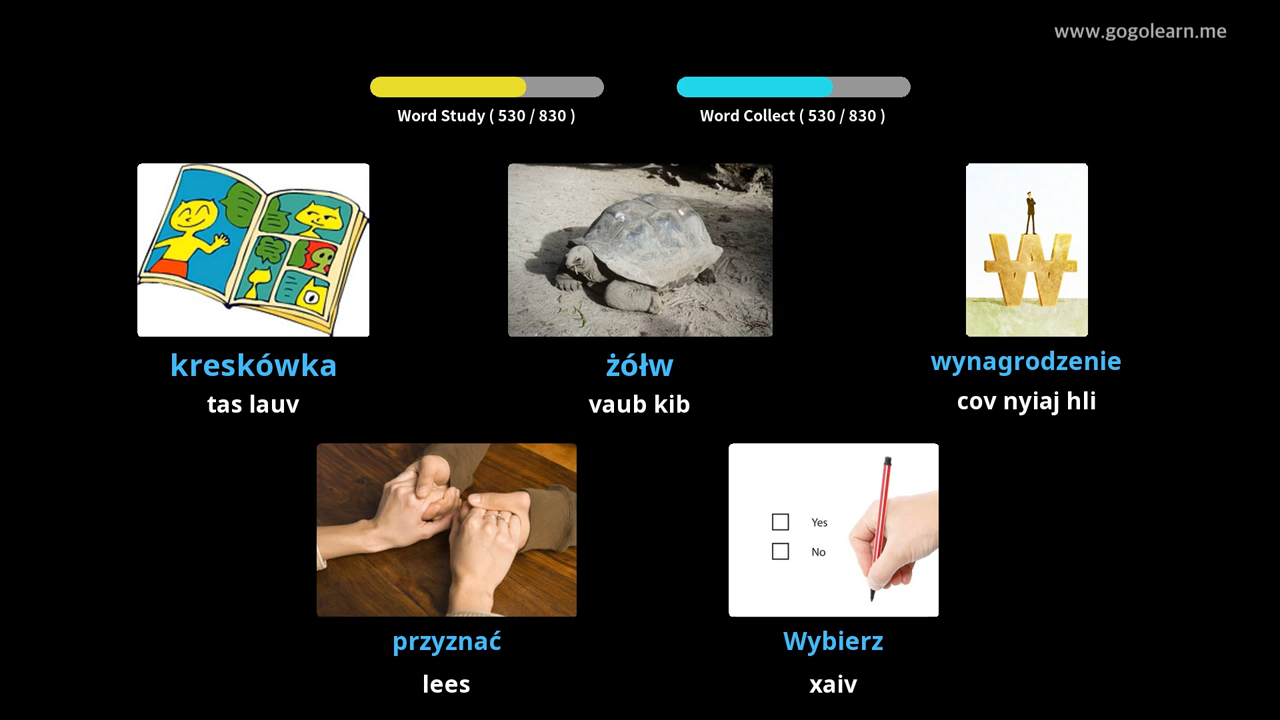 www.gogolearn.me
Word Study ( 530 / 830 )
Word Collect ( 530 / 830 )
kreskówka
tas lauv
żółw
vaub kib
wynagrodzenie
cov nyiaj hli
Yes
No
przyznać
lees
Wybierz
xaiv